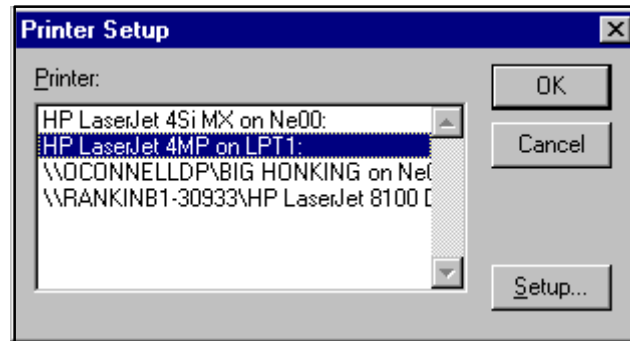 Printer Setup
Printer:
HP LaserJet 4Si MX on Ne00:
HP LaserJet 4MP on LPT1:
\\OCONNELLDP\BIG HONKING on Ne(
\\RANKINB1-30933\HP LaserJet 8100 [
OK
Cancel
Setup...